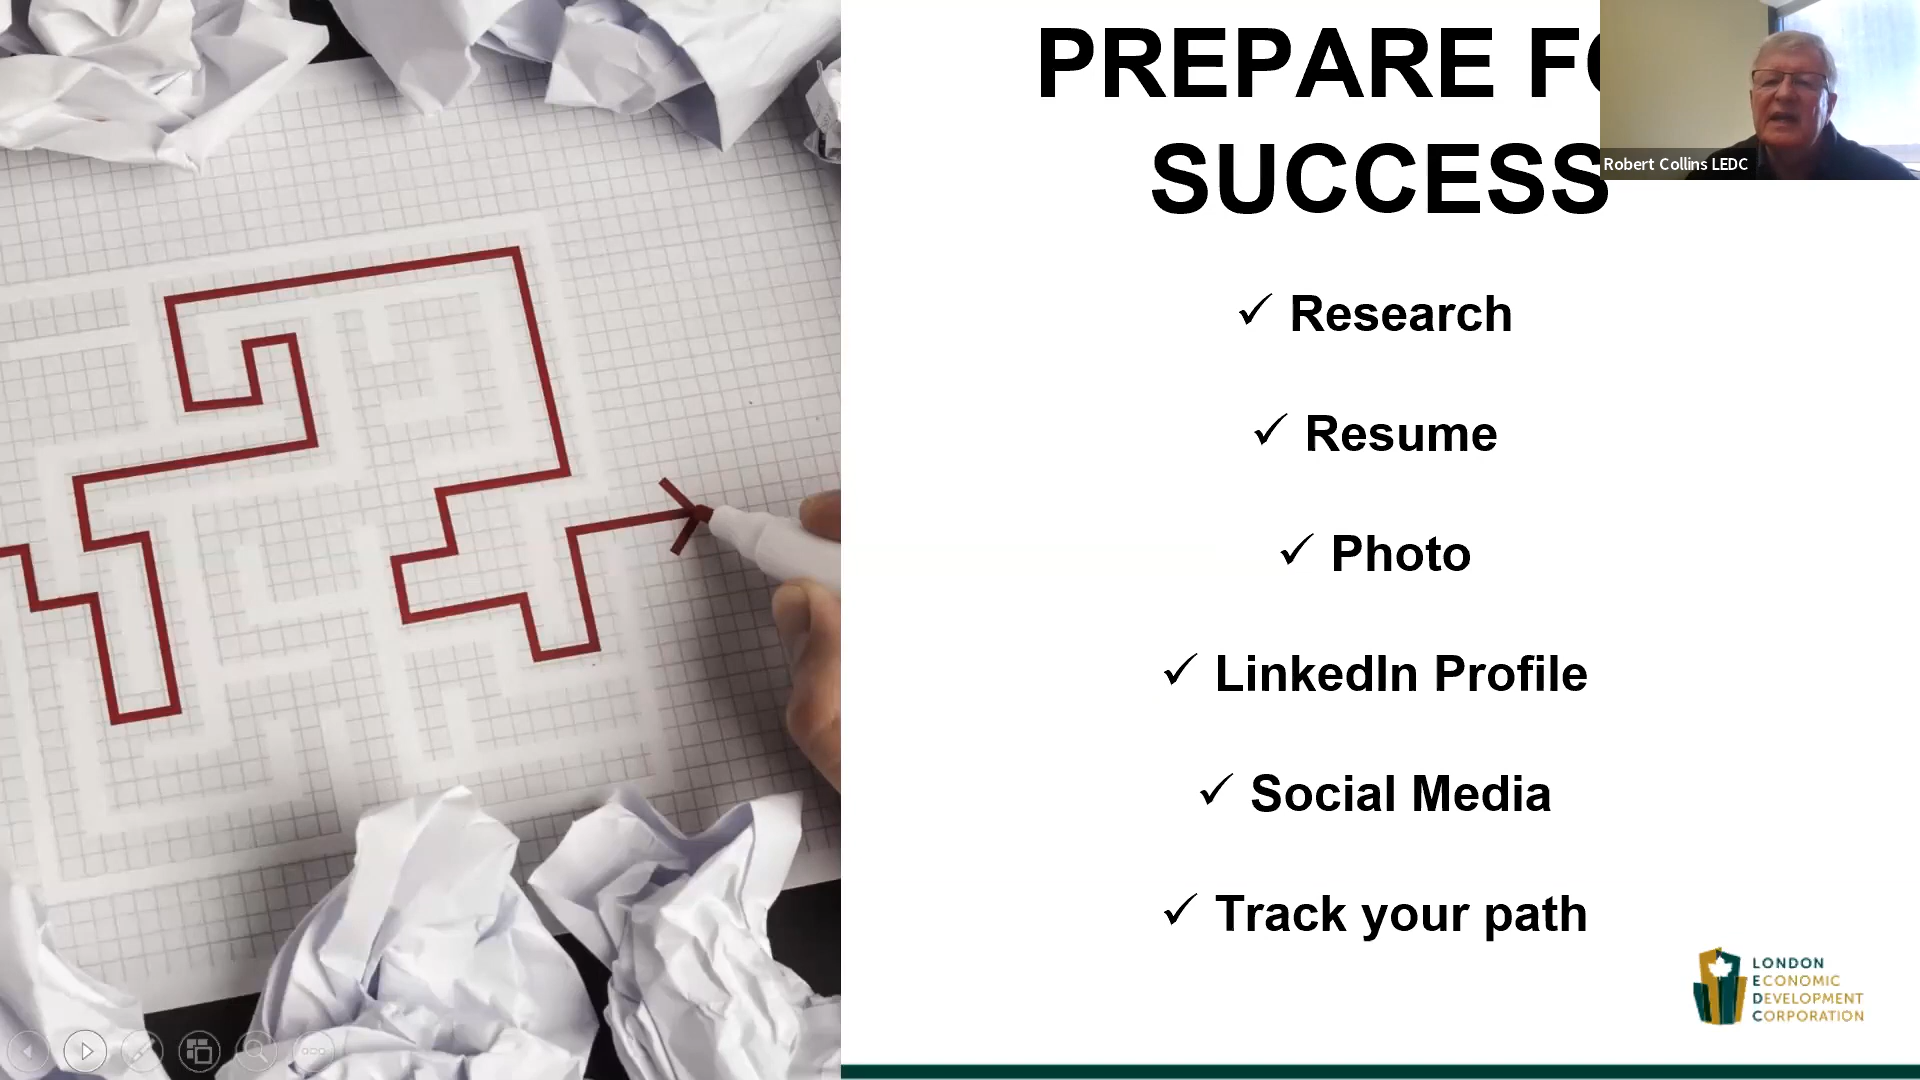 PREPARE FO
SUCCESS
Robert Collins LEDC
✓ Research
✓ Resume
✓ Photo
✓ LinkedIn Profile
✓ Social Media
✓ Track your path
LONDON
ECONOMIC
DEVELOPMENT
CORPORATION